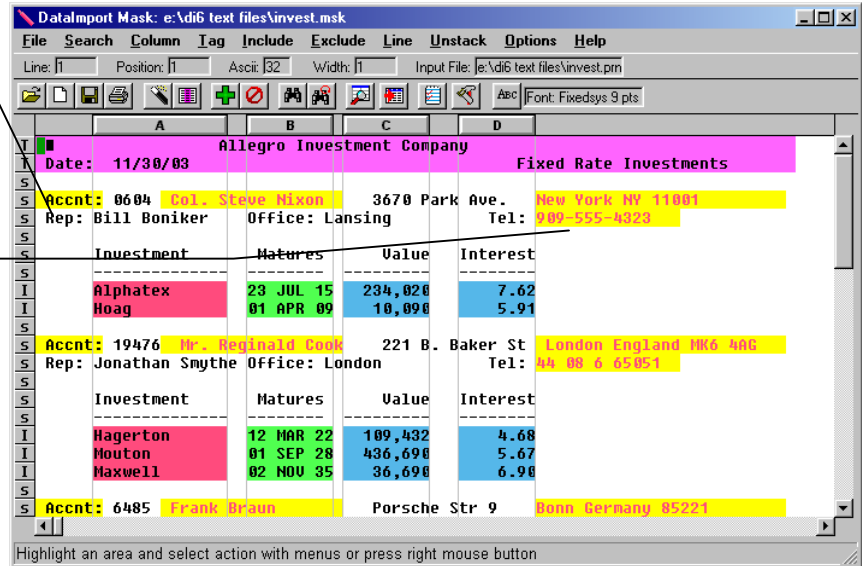 DataImport Mask: e:\di6 text files\invest.msk
File Search Column Tag Include Exclude Line Unstack Options Help
Line: 1 Position: 1 Ascii: 32 Width: 1 Input File: e:\di6 text files\invest.prn
ABC Font: Fixedsys 9 pts
A B C D
T Allegro Investment Company
T Date: 11/30/03 Fixed Rate Investments
S
S Accnt: 0604 Col. Steve Nixon 3670 Park Ave. New York NY 11001
S Rep: Bill Boniker Office: Lansing Tel: 909-555-4323
S
S Investment Matures Value Interest
S --------------- -------- --------- --------
I Alphatex 23 JUL 15 234,020 7.62
I Hoag 01 APR 09 10,090 5.91
S
S Accnt: 19476 Mr. Reginald Cook 221 B. Baker St London England MK6 4AG
S Rep: Jonathan Smythe Office: London Tel: 44 08 6 65051
S
S Investment Matures Value Interest
S --------------- -------- --------- --------
I Hagerton 12 MAR 22 109,432 4.68
I Mouton 01 SEP 28 436,690 5.67
I Maxwell 02 NOV 35 36,690 6.90
S
S Accnt: 6485 Frank Braun Porsche Str 9 Bonn Germany 85221
Highlight an area and select action with menus or press right mouse button